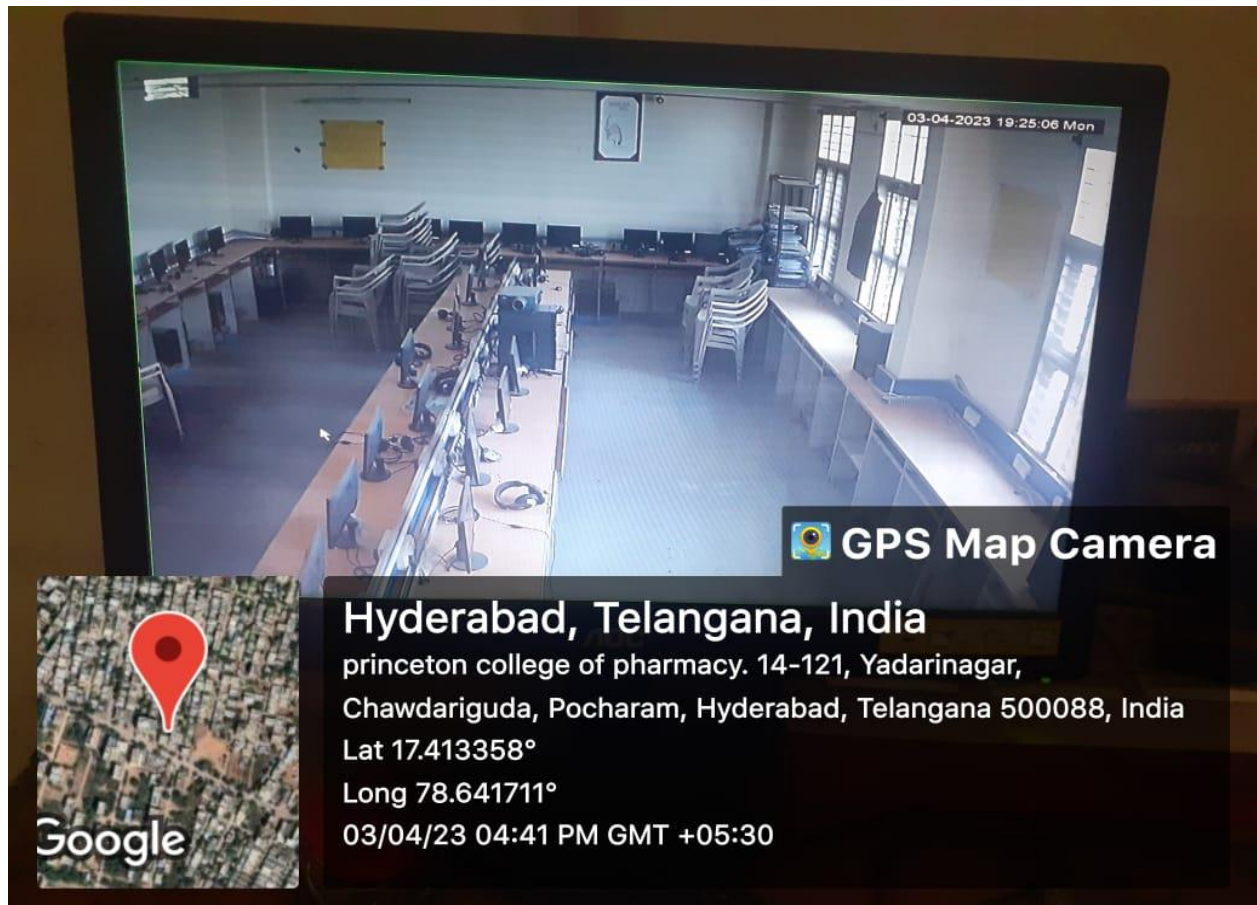 03-04-2023 19:25:06 Mon
GPS Map Camera
Hyderabad, Telangana, India
princeton college of pharmacy. 14-121, Yadarinagar,
Chawdariguda, Pocharam, Hyderabad, Telangana 500088, India
Lat 17.413358°
Long 78.641711°
03/04/23 04:41 PM GMT +05:30
Google